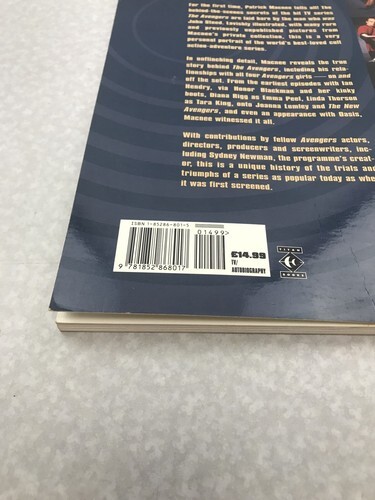 For the first time, Patrick Macnee tells all! The
behind the scenes secrets of the hit TV series
The Avengers are laid bare by the man who was
John Steed. Lavishly illustrated, with many rare
and previously unpublished pictures from
Macnee's private collection, this is a very
personal portrait of the world's best-loved cult
action-adventure series.
In unflinching detail, Macnee reveals the true
story behind The Avengers, including his rela-
tionships with all four Avengers girls — on and
off the set. From the earliest episodes with Ian
Hendry, via Honor Blackman and her kinky
boots, Diana Rigg as Emma Peel, Linda Thorson
as Tara King, onto Joanna Lumley and The New
Avengers, and even an appearance with Oasis,
Macnee witnessed it all.
With contributions by fellow Avengers actors,
directors, producers and screenwriters, inc-
luding Sydney Newman, the programme's creat-
or, this is a unique history of the trials and
triumphs of a series as popular today as when
it was first screened.
ISBN 1-85286-801-5
01499>
9 781852 868017
£14.99
TV/
AUTOBIOGRAPHY
TITAN
BOOKS